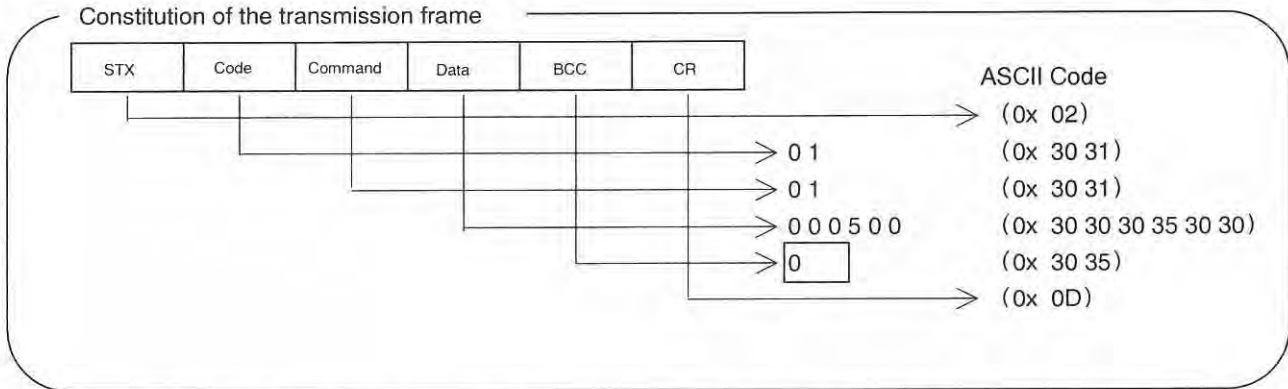 Constitution of the transmission frame
STX Code Command Data BCC CR
ASCII Code
(0x 02)
0 1 (0x 30 31)
0 1 (0x 30 31)
0 0 0 5 0 0 (0x 30 30 30 35 30 30)
0 (0x 30 35)
(0x 0D)